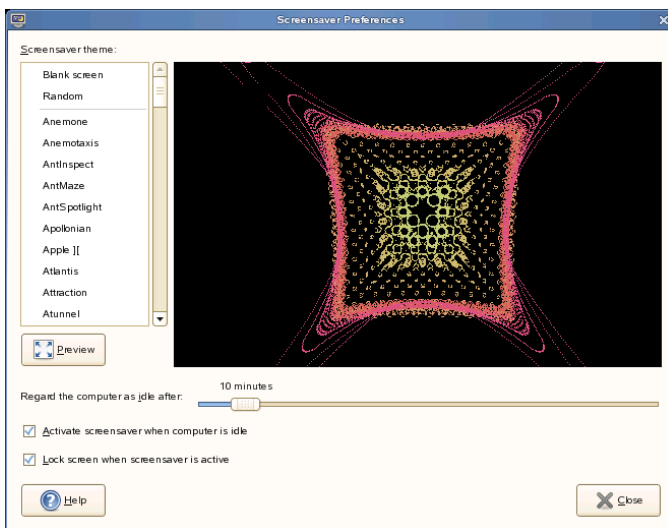 Screensaver Preferences
Screensaver theme:
Blank screen
Random
Anemone
Anemotaxis
AntInspect
AntMaze
AntSpotlight
Apollonian
Apple ][
Atlantis
Attraction
Atunnel
Preview
10 minutes
Regard the computer as idle after:
Activate screensaver when computer is idle
Lock screen when screensaver is active
Help
Close